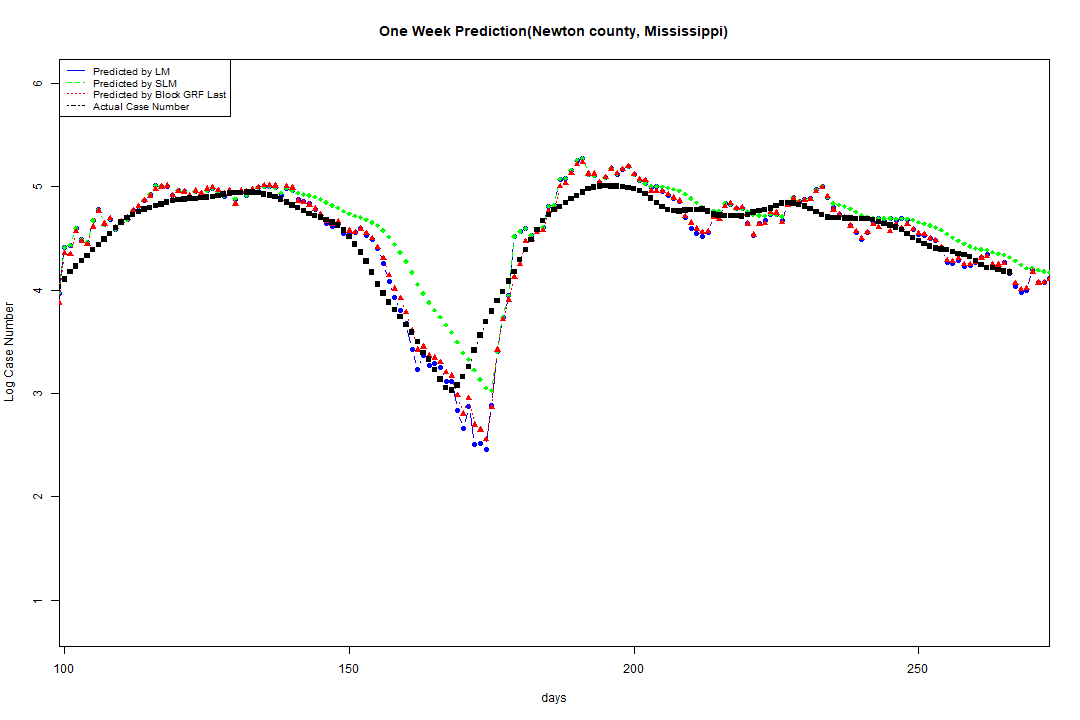 One Week Prediction(Newton county, Mississippi)
Predicted by LM
Predicted by SLM
Predicted by Block GRF Last
Actual Case Number
6
5
4
3
2
1
Log Case Number
100 150 200 250
days